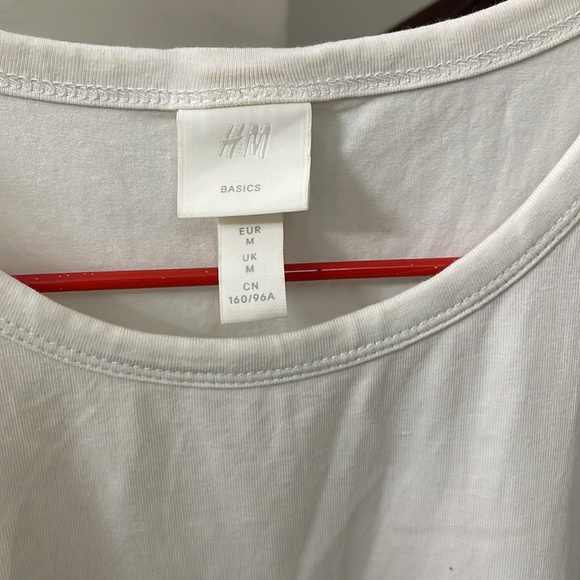 H&M
BASICS
EUR
M
UK
M
CN
160/96A